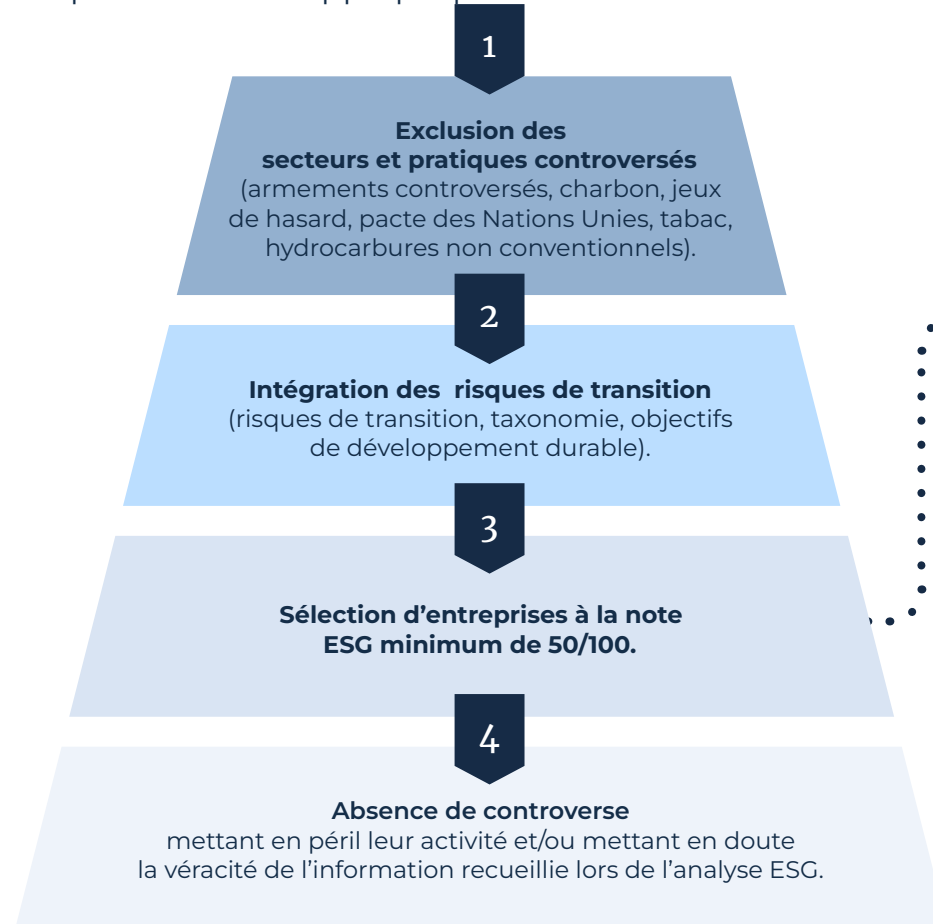 1
Exclusion des
secteurs et pratiques controversés
(armements controversés, charbon, jeux
de hasard, pacte des Nations Unies, tabac,
hydrocarbures non conventionnels).
2
Intégration des risques de transition
(risques de transition, taxonomie, objectifs
de développement durable).
3
Sélection d’entreprises à la note
ESG minimum de 50/100.
4
Absence de controverse
mettant en péril leur activité et/ou mettant en doute
la véracité de l’information recueillie lors de l’analyse ESG.